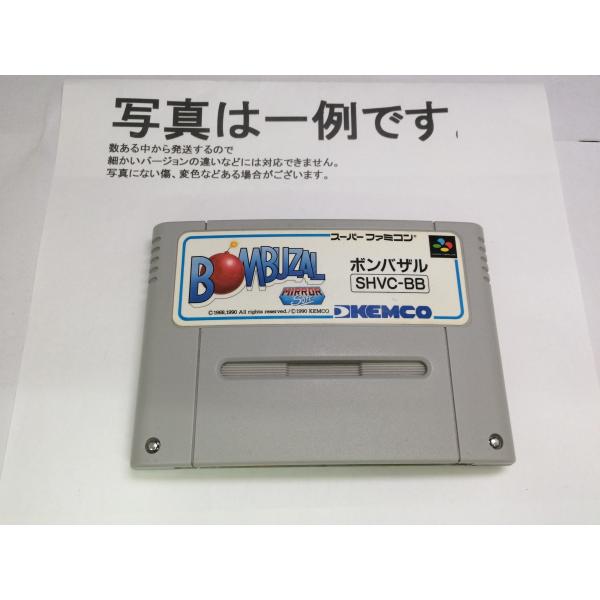 写真は一例です。
数ある中から発送するので
細かいバージョンの違いなどには対応できません。
写真にない傷、変色などある場合がございます。
スーパーファミコン
BOMBUZAL
MIRROR
Soft
ボンバザル
SHVC-BB
©1988,1990 All rights reserved./©1990 KEMCO
KEMCO